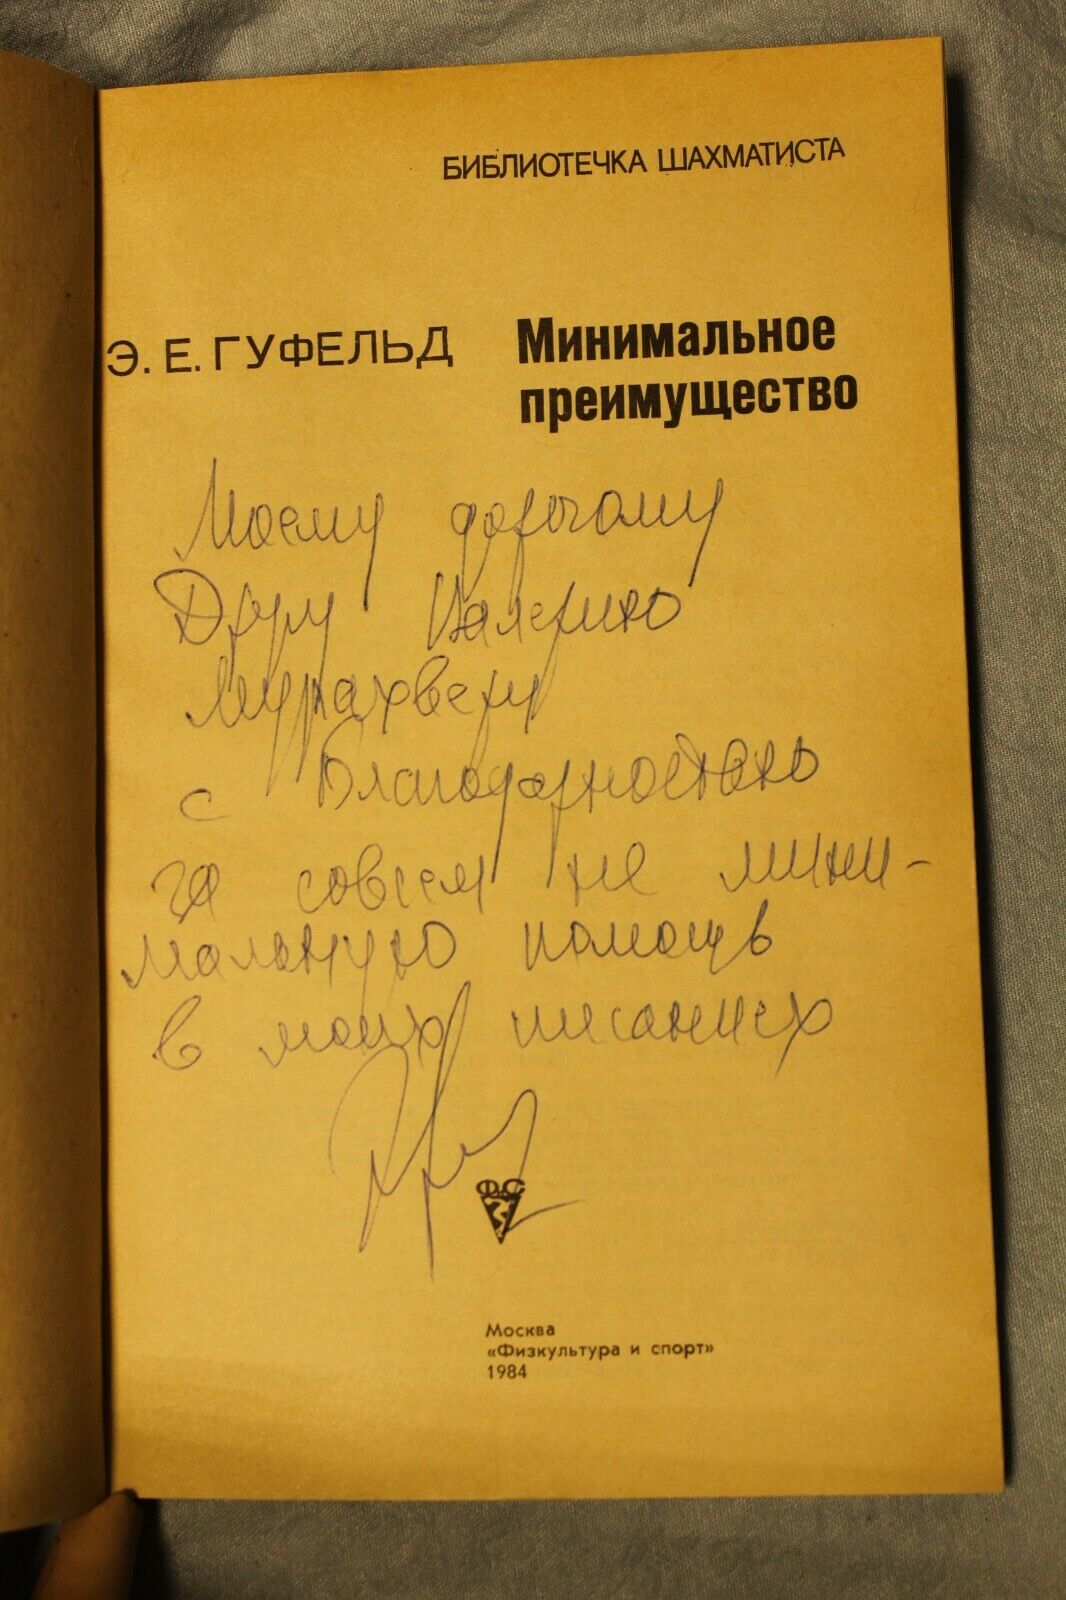 БИБЛИОТЕЧКА ШАХМАТИСТА
Э. Е. ГУФЕЛЬД
Минимальное
преимущество
Моему дорогому
Другу Валерию
Мурахверу
с Благодарностью
за совсем не мини-
мальную помощь
в моих писаниях
ФС
Москва
«Физкультура и спорт»
1984